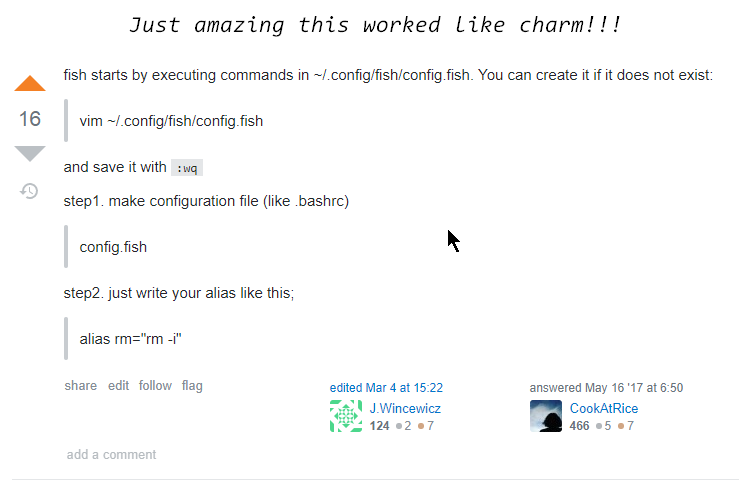 Just amazing this worked like charm!!!
fish starts by executing commands in ~/.config/fish/config.fish. You can create it if it does not exist:
16
vim ~/.config/fish/config.fish
and save it with :wq
step1. make configuration file (like .bashrc)
config.fish
step2. just write your alias like this;
alias rm="rm -i"
share edit follow flag
edited Mar 4 at 15:22
J.Wincewicz
124 ●2 ●7
answered May 16 '17 at 6:50
CookAtRice
466 ●5 ●7
add a comment